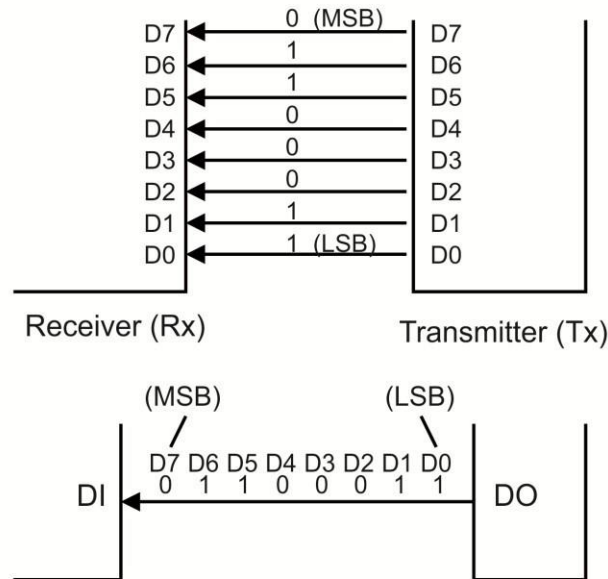 D7 0 (MSB) D7
D6 1 D6
D5 1 D5
D4 0 D4
D3 0 D3
D2 0 D2
D1 1 D1
D0 1 (LSB) D0
Receiver (Rx) Transmitter (Tx)
(MSB) (LSB)
D7 D6 D5 D4 D3 D2 D1 D0
DI 0 1 1 0 0 0 1 1 DO